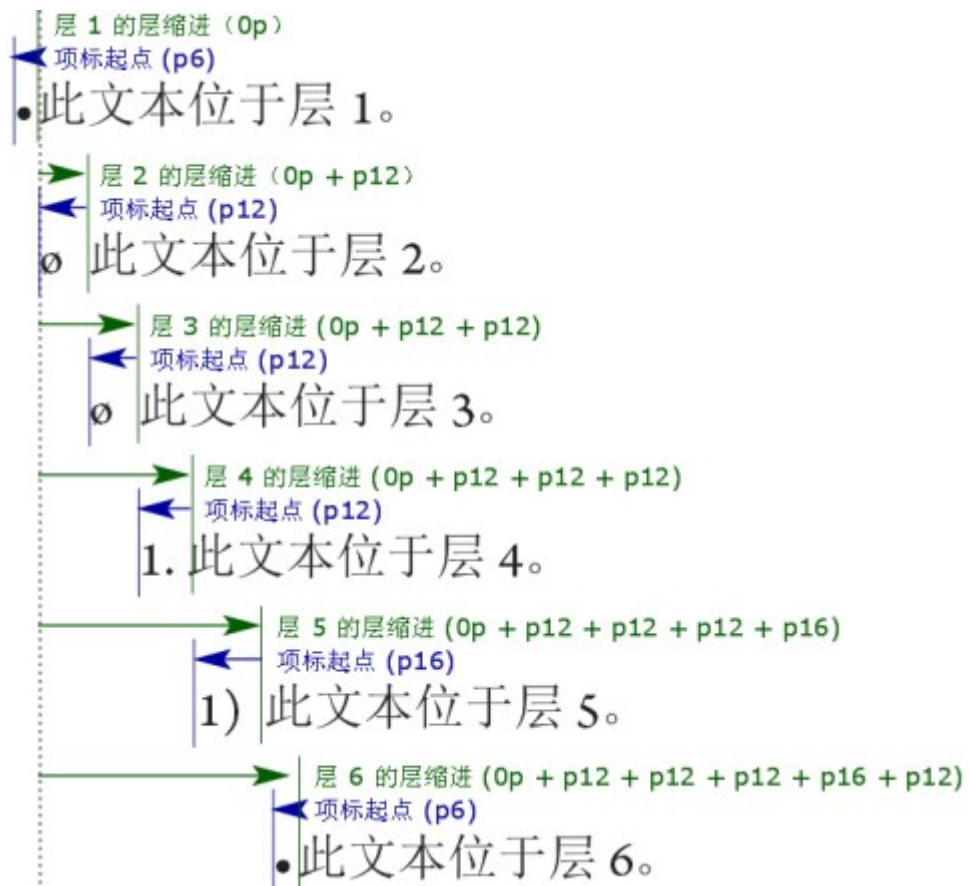 层 1 的层缩进（0p）
项标起点 (p6)
•此文本位于层 1。
层 2 的层缩进（0p + p12）
项标起点 (p12)
ø 此文本位于层 2。
层 3 的层缩进 (0p + p12 + p12)
项标起点 (p12)
ø 此文本位于层 3。
层 4 的层缩进 (0p + p12 + p12 + p12)
项标起点 (p12)
1. 此文本位于层 4。
层 5 的层缩进 (0p + p12 + p12 + p12 + p16)
项标起点 (p16)
1) 此文本位于层 5。
层 6 的层缩进 (0p + p12 + p12 + p12 + p16 + p12)
项标起点 (p6)
•此文本位于层 6。